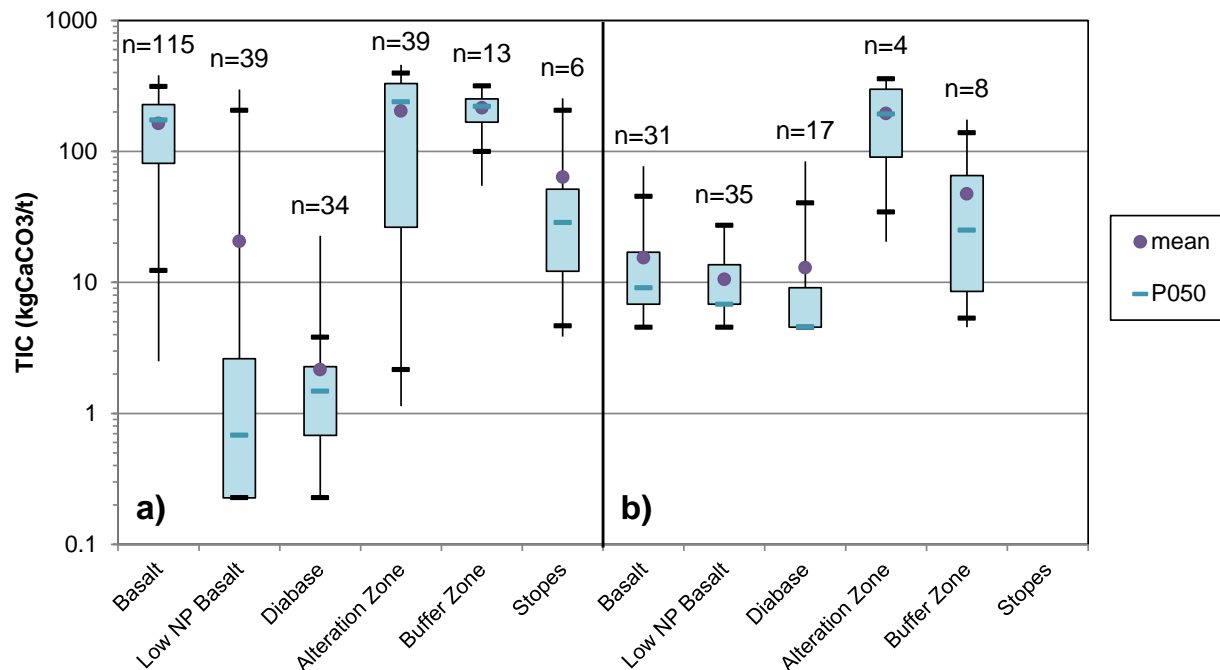 TIC (kgCaCO3/t)
1000
100
10
1
0.1
n=115
n=39
n=34
n=39
n=13
n=6
a)
n=31
n=35
n=17
n=4
n=8
b)
Basalt
Low NP Basalt
Diabase
Alteration Zone
Buffer Zone
Stopes
Basalt
Low NP Basalt
Diabase
Alteration Zone
Buffer Zone
Stopes
mean
P050